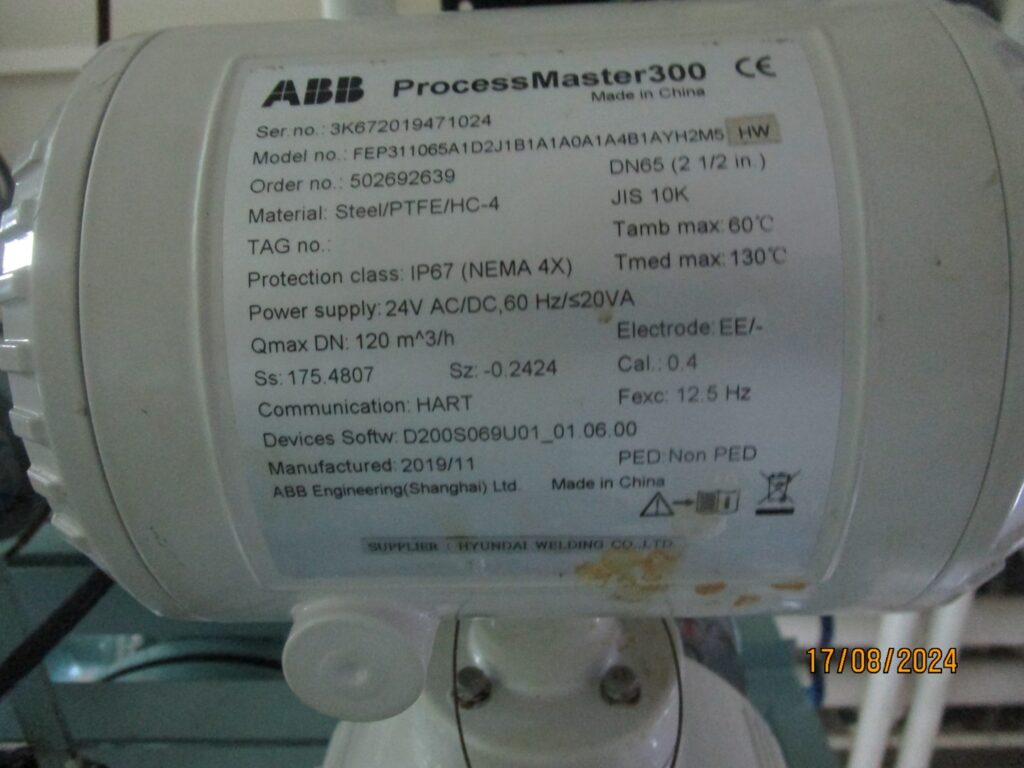 ABB ProcessMaster300 CE
Made in China
Ser.no.: 3K672019471024
Model no.: FEP311065A1D2J1B1A1A0A1A4B1AYH2M5 HW
Order no.: 502692639 DN65 (2 1/2 in.)
Material: Steel/PTFE/HC-4 JIS 10K
TAG no.: Tamb max: 60℃
Protection class: IP67 (NEMA 4X) Tmed max: 130℃
Power supply: 24V AC/DC,60 Hz/≤20VA
Qmax DN: 120 m^3/h Electrode: EE/-
Ss: 175.4807 Sz: -0.2424 Cal.: 0.4
Communication: HART Fexc: 12.5 Hz
Devices Softw: D200S069U01_01.06.00
Manufactured: 2019/11 PED:Non PED
ABB Engineering(Shanghai) Ltd. Made in China
SUPPLIER : HYUNDAI WELDING CO.,LTD.
17/08/2024